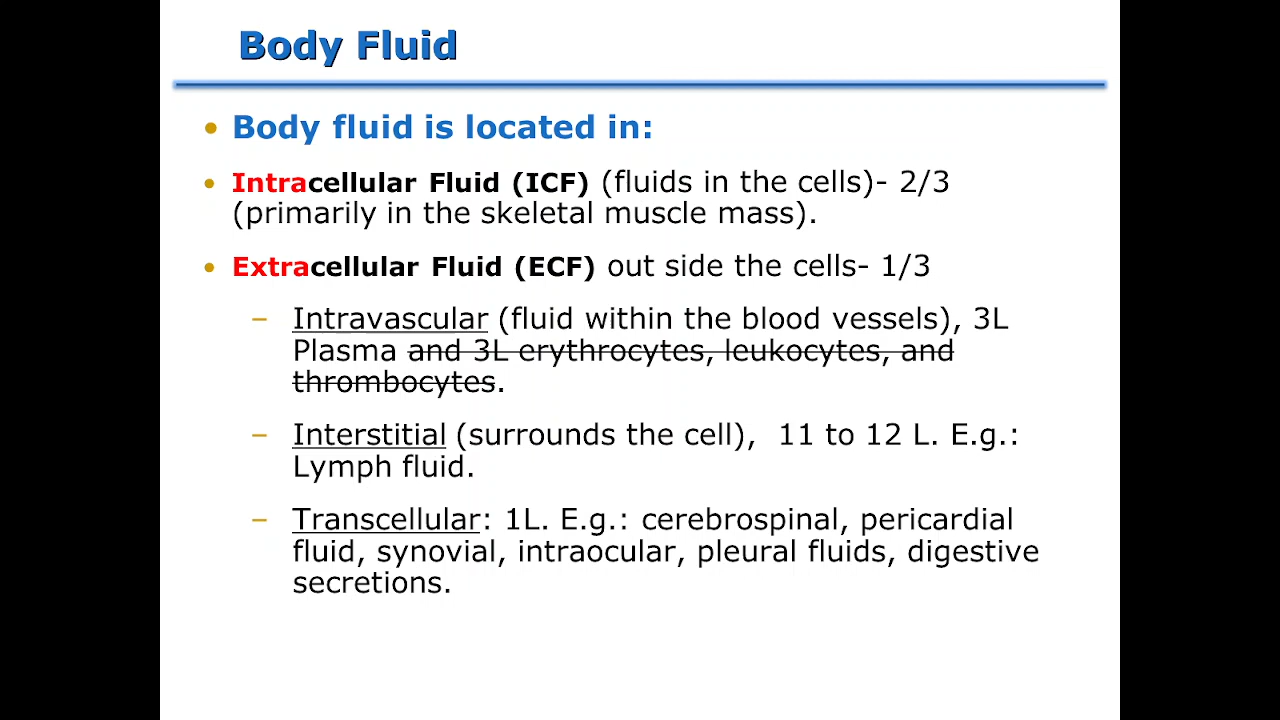 Body Fluid
• Body fluid is located in:
• Intracellular Fluid (ICF) (fluids in the cells)- 2/3
(primarily in the skeletal muscle mass).
• Extracellular Fluid (ECF) out side the cells- 1/3
– Intravascular (fluid within the blood vessels), 3L
Plasma and 3L erythrocytes, leukocytes, and
thrombocytes.
– Interstitial (surrounds the cell), 11 to 12 L. E.g.:
Lymph fluid.
– Transcellular: 1L. E.g.: cerebrospinal, pericardial
fluid, synovial, intraocular, pleural fluids, digestive
secretions.